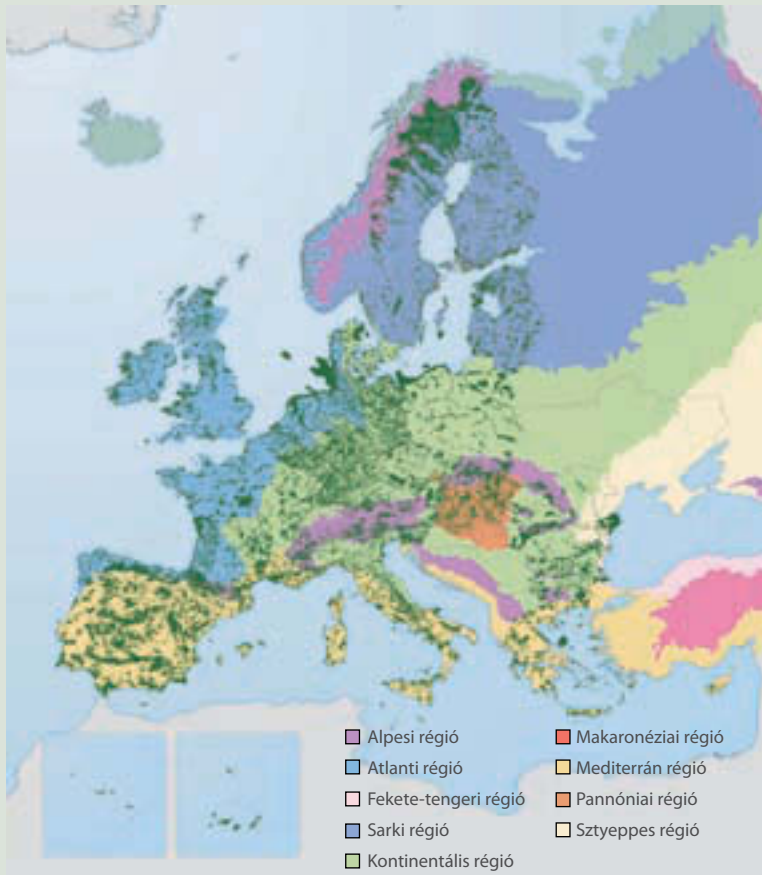 Alpesi régió
Atlanti régió
Fekete-tengeri régió
Sarki régió
Kontinentális régió
Makaronéziai régió
Mediterrán régió
Pannóniai régió
Sztyeppes régió